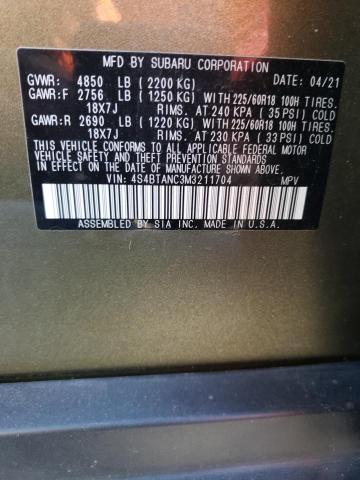 MFD BY SUBARU CORPORATION DATE: 04/21
GVWR: 4850 LB (2200 KG)
GAWR:F 2756 LB (1250 KG) WITH 225/60R18 100H TIRES.
18X7J RIMS. AT 240 KPA (35 PSI) COLD
GAWR:R 2690 LB (1220 KG) WITH 225/60R18 100H TIRES.
18X7J RIMS. AT 230 KPA (33 PSI) COLD
THIS VEHICLE CONFORMS TO ALL APPLICABLE FEDERAL MOTOR
VEHICLE SAFETY, BUMPER, AND THEFT PREVENTION STANDARDS
IN EFFECT ON THE DATE OF MANUFACTURE SHOWN ABOVE.
VIN: 4S4BTANC3M3211704 MPV
ASSEMBLED BY SIA INC. MADE IN U.S.A.